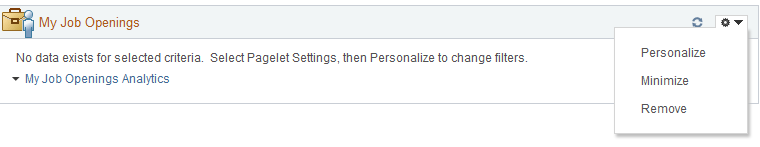 My Job Openings
No data exists for selected criteria.  Select Pagelet Settings, then Personalize to change filters.
My Job Openings Analytics
Personalize
Minimize
Remove